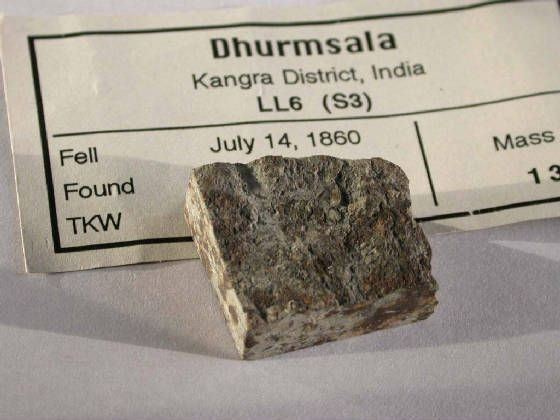 Dhurmsala
Kangra District, India
LL6 (S3)
Fell July 14, 1860
Found
TKW
Mass
13